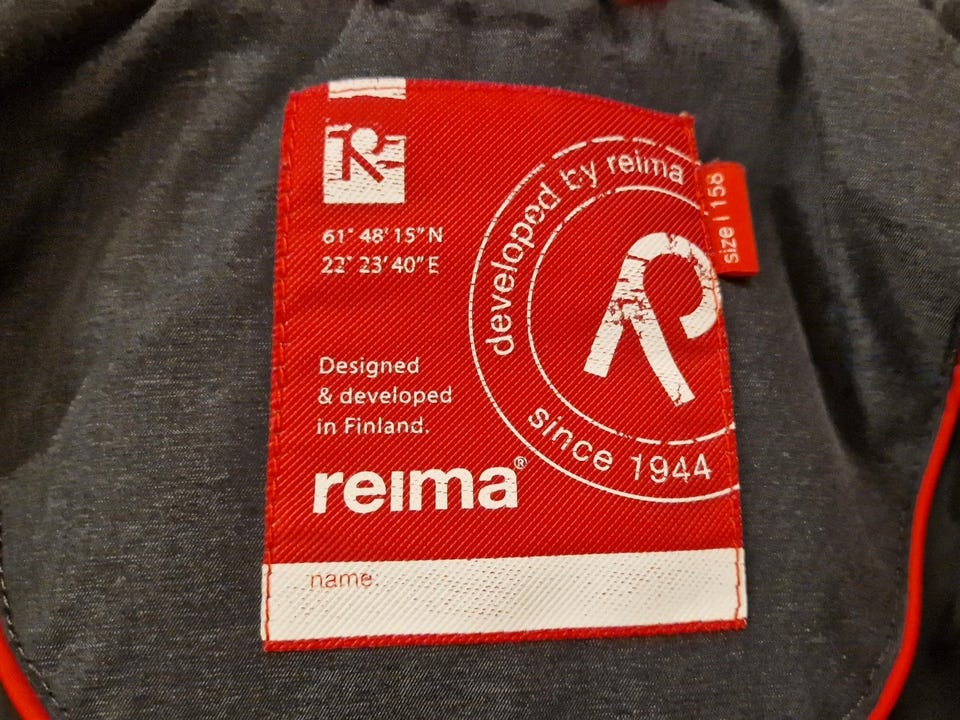 61° 48' 15" N
22° 23' 40" E
Designed
& developed
in Finland.
reima®
developed by reima
since 1944
size | 158
name: